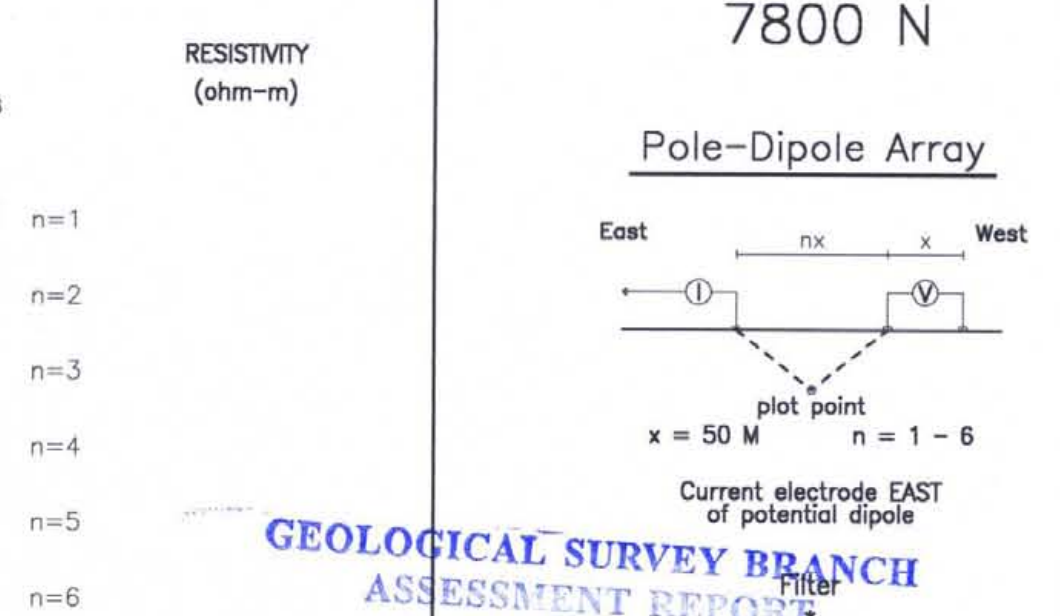 RESISTIVITY
(ohm-m)
n=1
n=2
n=3
n=4
n=5
n=6
7800 N
Pole-Dipole Array
East
nx
x
West
I
V
plot point
x = 50 M n = 1 - 6
Current electrode EAST
of potential dipole
GEOLOGICAL SURVEY BRANCH
ASSESSMENT REPORT
Filter